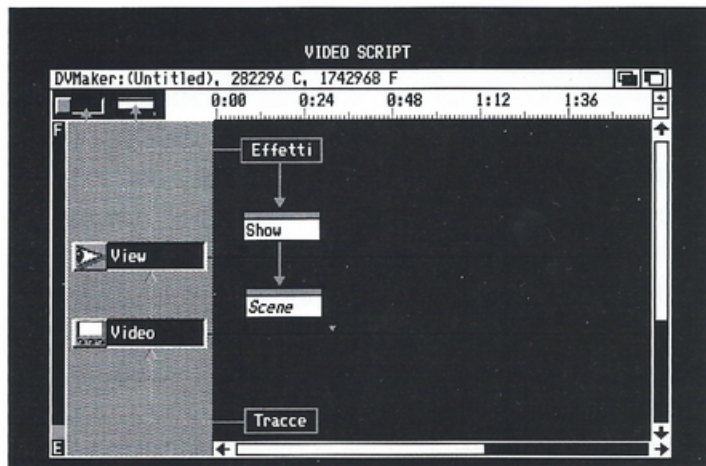 VIDEO SCRIPT
DVMaker:(Untitled), 282296 C, 1742968 F
0:00 0:24 0:48 1:12 1:36
+
-
F
Effetti
Show
View
Scene
Video
Tracce
E